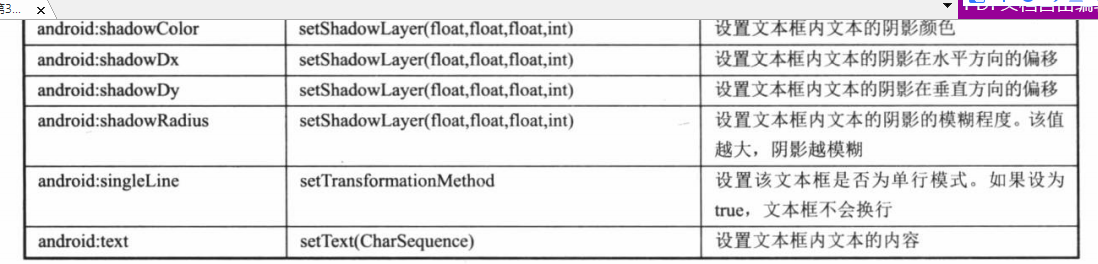 第3...
android:shadowColor setShadowLayer(float,float,float,int) 设置文本框内文本的阴影颜色
android:shadowDx setShadowLayer(float,float,float,int) 设置文本框内文本的阴影在水平方向的偏移
android:shadowDy setShadowLayer(float,float,float,int) 设置文本框内文本的阴影在垂直方向的偏移
android:shadowRadius setShadowLayer(float,float,float,int) 设置文本框内文本的阴影的模糊程度。该值
越大，阴影越模糊
android:singleLine setTransformationMethod 设置该文本框是否为单行模式。如果设为
true，文本框不会换行
android:text setText(CharSequence) 设置文本框内文本的内容